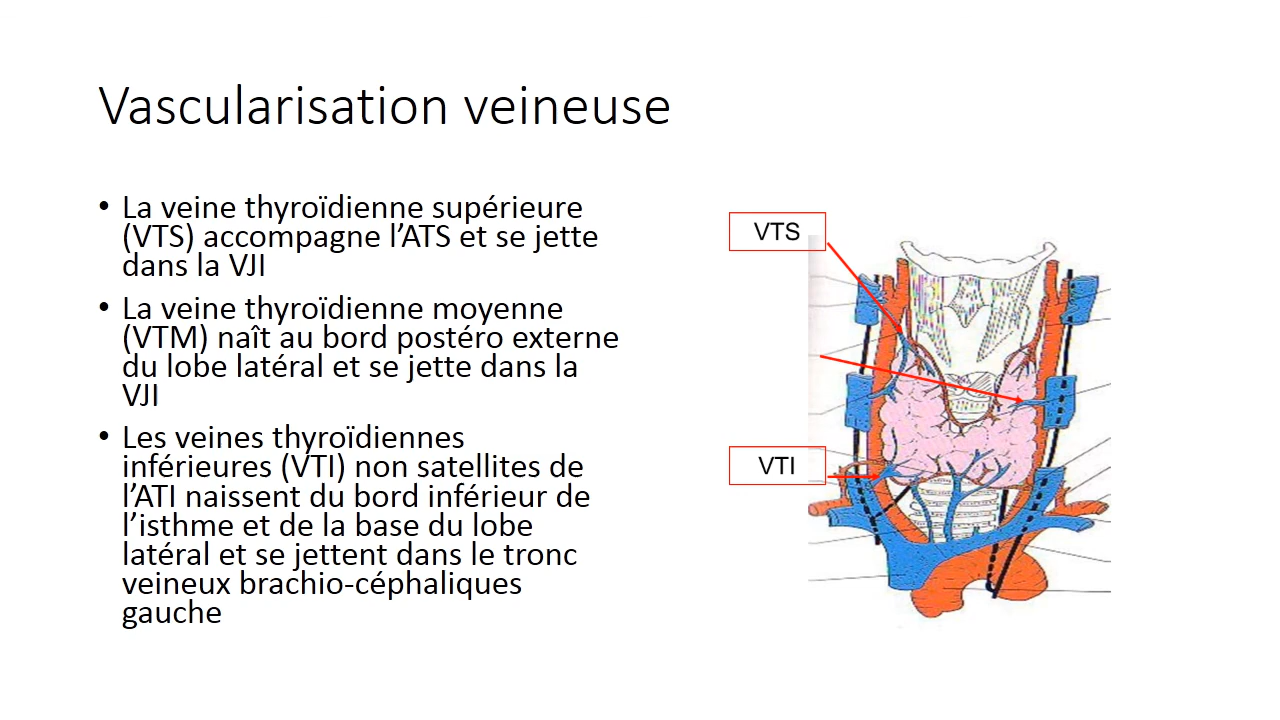 Vascularisation veineuse
• La veine thyroïdienne supérieure
(VTS) accompagne l’ATS et se jette
dans la VJI
• La veine thyroïdienne moyenne
(VTM) naît au bord postéro externe
du lobe latéral et se jette dans la
VJI
• Les veines thyroïdiennes
inférieures (VTI) non satellites de
l’ATI naissent du bord inférieur de
l’isthme et de la base du lobe
latéral et se jettent dans le tronc
veineux brachio-céphaliques
gauche
VTS
VTI